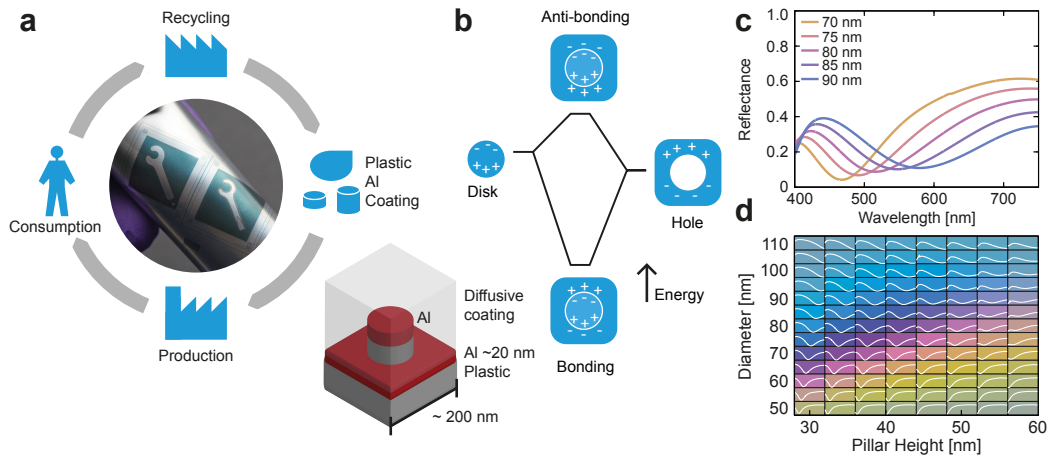 a
Recycling
Plastic
Al
Coating
Consumption
Production
Al
Diffusive
coating
Al ~20 nm
Plastic
~ 200 nm
b
Anti-bonding
Disk
Hole
Energy
Bonding
c
1.0
0.8
0.6
0.4
0.2
0
Reflectance
70 nm
75 nm
80 nm
85 nm
90 nm
400 500 600 700
Wavelength [nm]
d
110
100
90
80
70
60
50
Diameter [nm]
30 40 50 60
Pillar Height [nm]